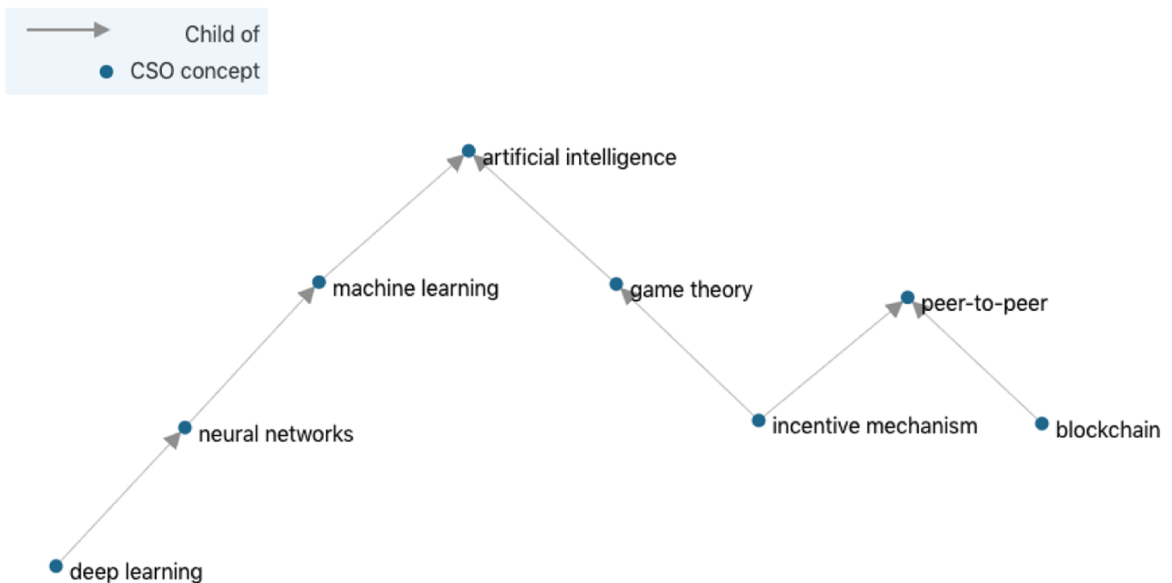 Child of
CSO concept
artificial intelligence
machine learning
game theory
peer-to-peer
neural networks
incentive mechanism
blockchain
deep learning